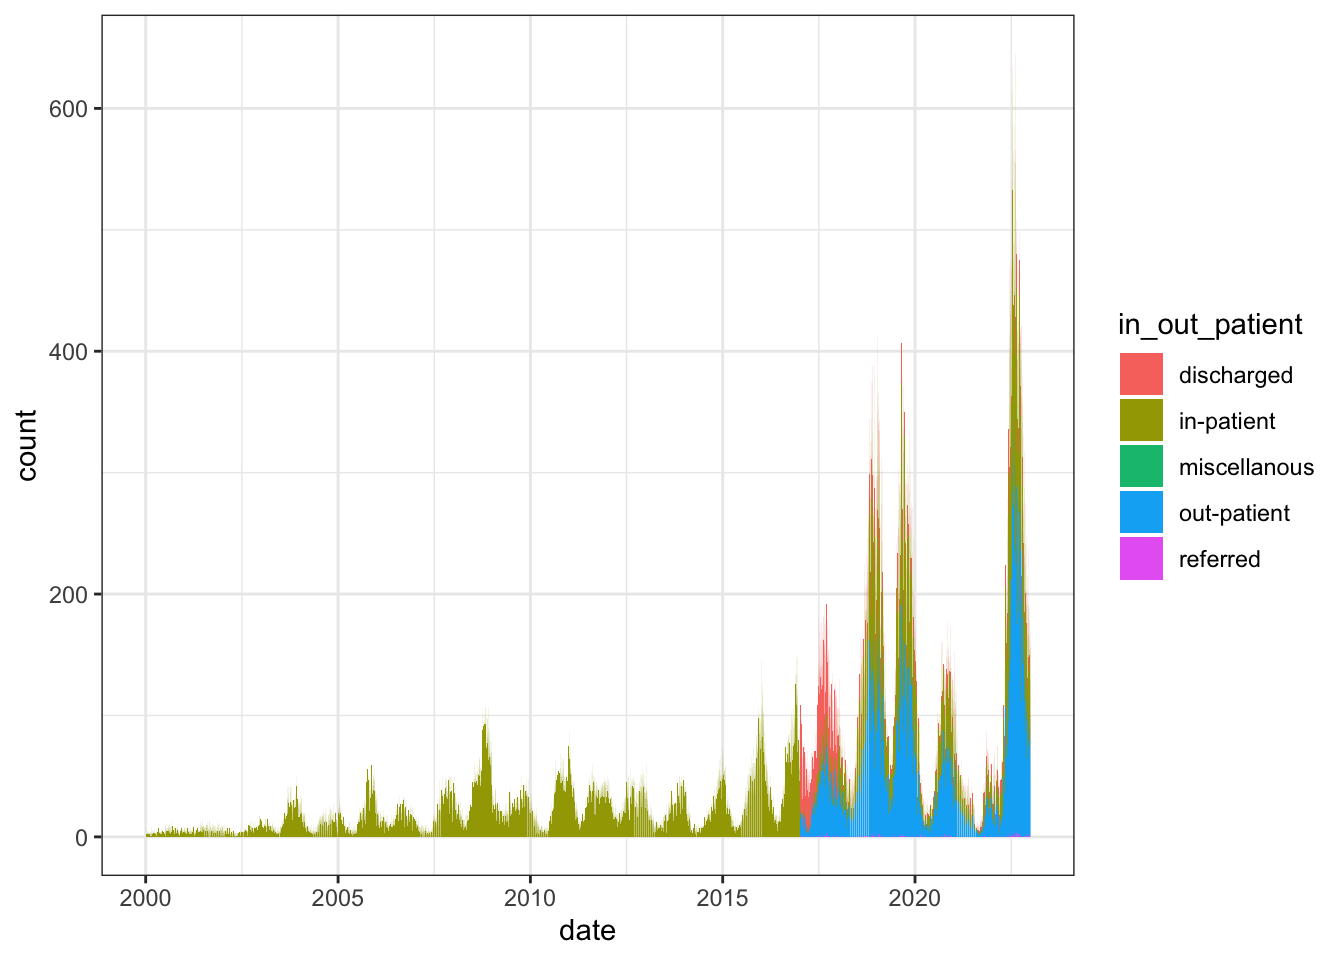 600
400
200
0
count
2000
2005
2010
2015
2020
date
in_out_patient
discharged
in-patient
miscellanous
out-patient
referred